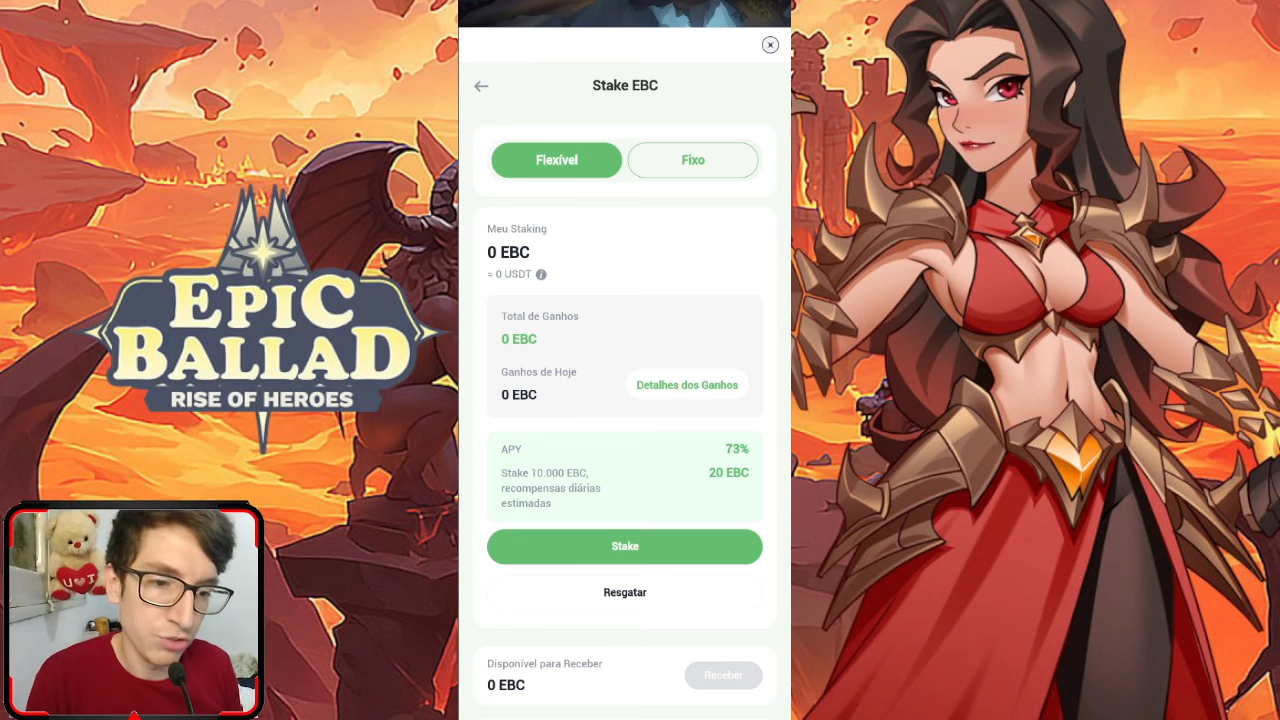 Stake EBC
Flexível
Fixo
Meu Staking
0 EBC
≈ 0 USDT
Total de Ganhos
0 EBC
Ganhos de Hoje
0 EBC
Detalhes dos Ganhos
APY
73%
Stake 10.000 EBC,
recompensas diárias
estimadas
20 EBC
Stake
Resgatar
Disponível para Receber
0 EBC
Receber
EPIC
BALLAD
RISE OF HEROES
U I